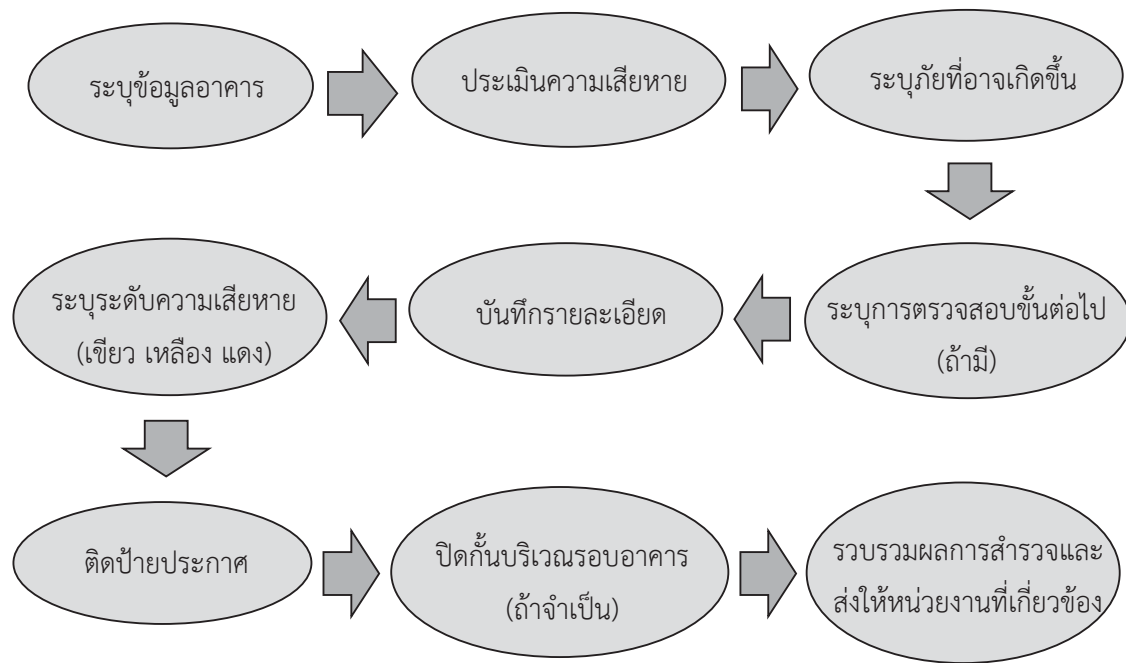 ระบุข้อมูลอาคาร
ประเมินความเสียหาย
ระบุภัยที่อาจเกิดขึ้น
ระบุการตรวจสอบขั้นต่อไป
(ถ้ามี)
บันทึกรายละเอียด
ระบุระดับความเสียหาย
(เขียว เหลือง แดง)
ติดป้ายประกาศ
ปิดกั้นบริเวณรอบอาคาร
(ถ้าจำเป็น)
รวบรวมผลการสำรวจและ
ส่งให้หน่วยงานที่เกี่ยวข้อง